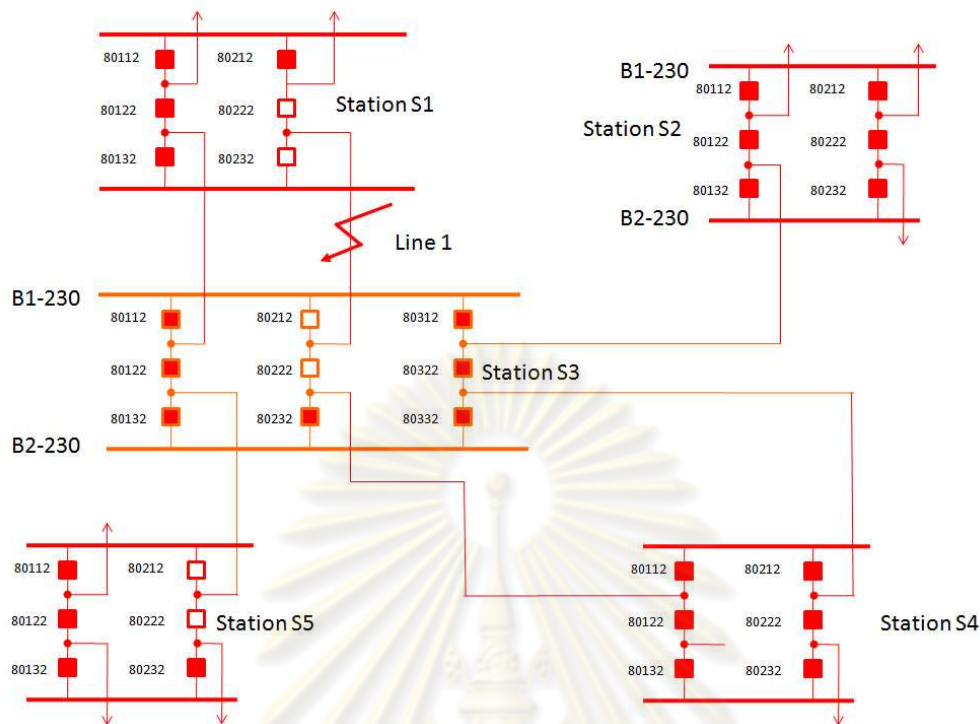 80112 80212
80122 80222 Station S1
80132 80232
B1-230
80112 80212
Station S2 80122 80222
80132 80232
B2-230
Line 1
B1-230
80112 80212 80312
80122 80222 80322 Station S3
80132 80232 80332
B2-230
80112 80212
80122 80222 Station S5
80132 80232
80112 80212
80122 80222 Station S4
80132 80232